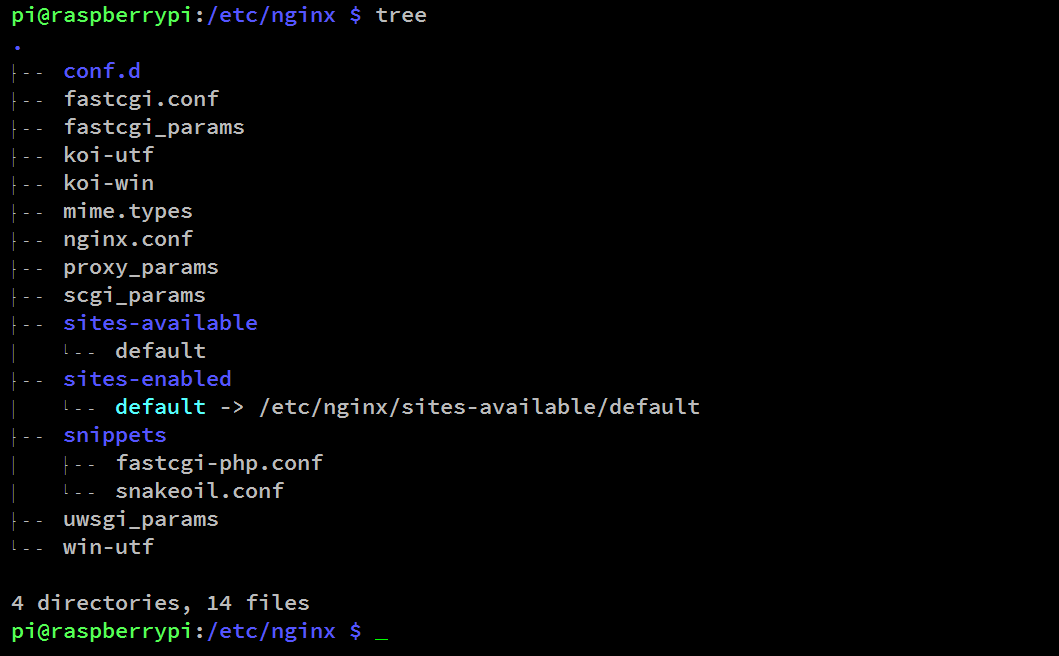 pi@raspberrypi:/etc/nginx $ tree
.
├-- conf.d
├-- fastcgi.conf
├-- fastcgi_params
├-- koi-utf
├-- koi-win
├-- mime.types
├-- nginx.conf
├-- proxy_params
├-- scgi_params
├-- sites-available
│   └-- default
├-- sites-enabled
│   └-- default -> /etc/nginx/sites-available/default
├-- snippets
│   ├-- fastcgi-php.conf
│   └-- snakeoil.conf
├-- uwsgi_params
└-- win-utf

4 directories, 14 files
pi@raspberrypi:/etc/nginx $ _